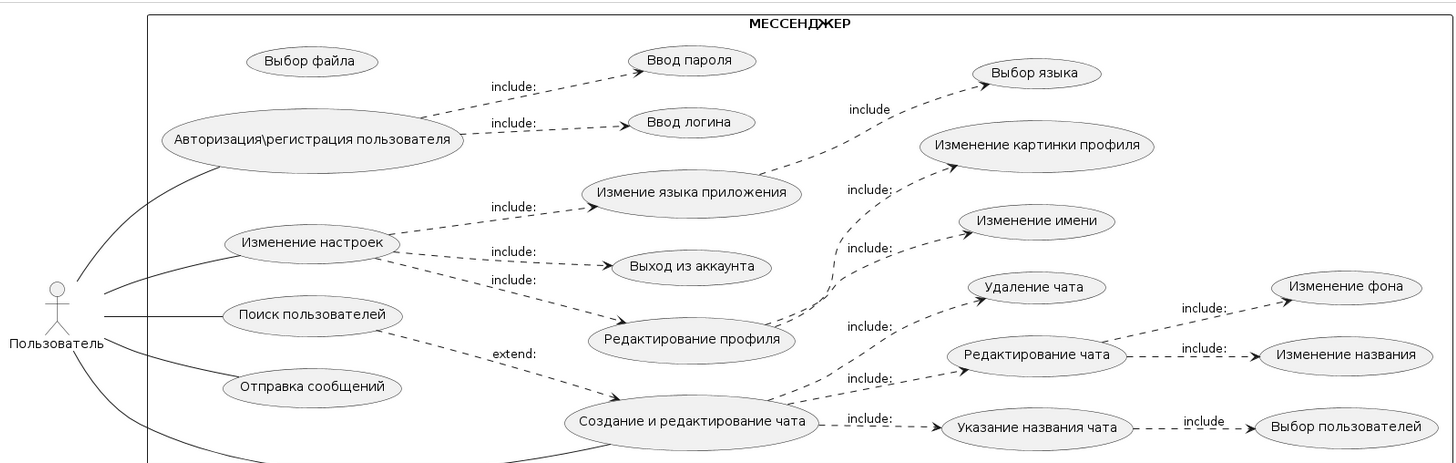 МЕССЕНДЖЕР
Выбор файла
Ввод пароля
Выбор языка
include:
include
Авторизация\регистрация пользователя
include:
Ввод логина
Изменение картинки профиля
Измение языка приложения
include:
include:
Изменение имени
Изменение настроек
include:
include:
Выход из аккаунта
include:
Удаление чата
Изменение фона
Поиск пользователей
include:
include:
Пользователь
Редактирование профиля
Редактирование чата
include:
Изменение названия
extend:
Отправка сообщений
include:
Создание и редактирование чата
include:
Указание названия чата
include
Выбор пользователей